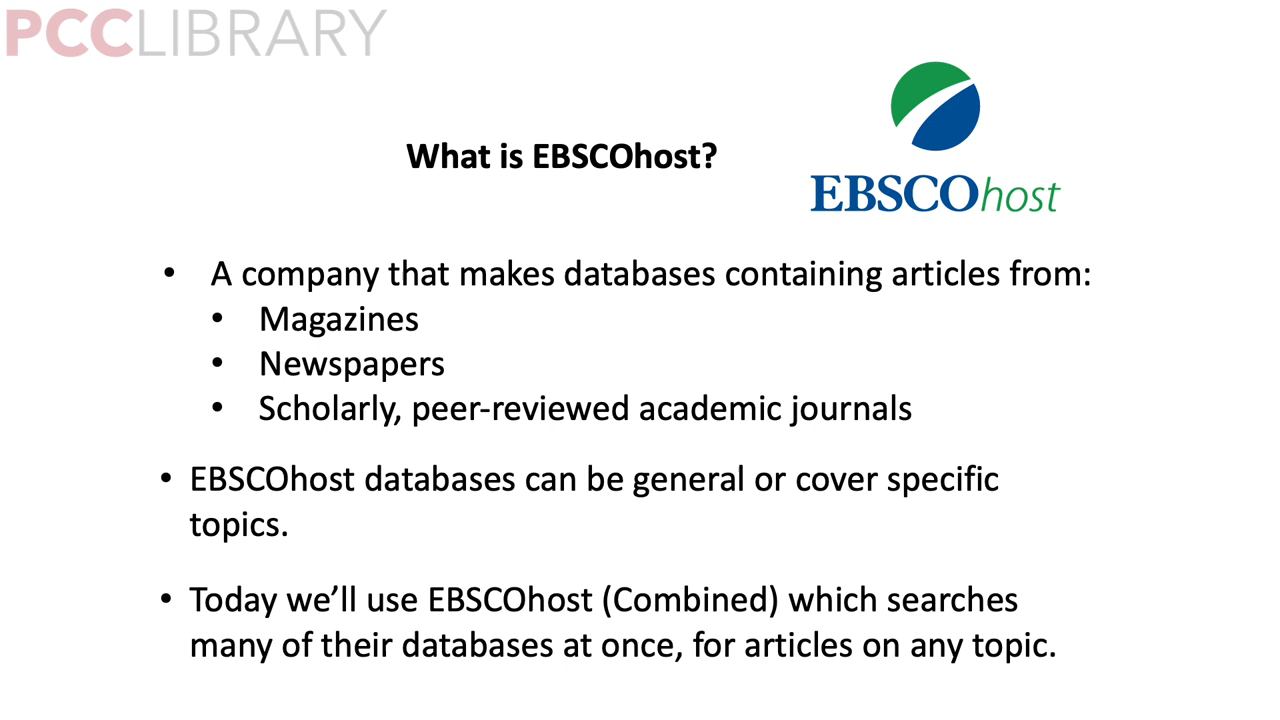 PCCLIBRARY
What is EBSCOhost?
EBSCOhost
• A company that makes databases containing articles from:
• Magazines
• Newspapers
• Scholarly, peer-reviewed academic journals
• EBSCOhost databases can be general or cover specific
topics.
• Today we’ll use EBSCOhost (Combined) which searches
many of their databases at once, for articles on any topic.